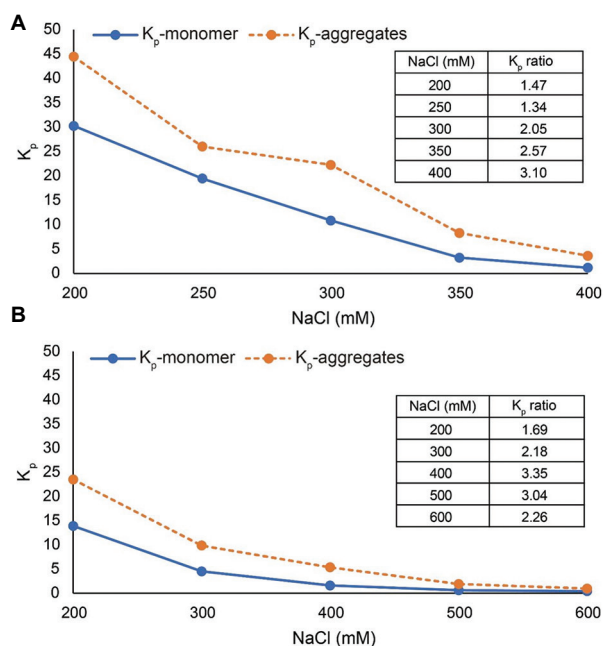 A
Kp-monomer Kp-aggregates
50
45
40
35
30
25
20
15
10
5
0
Kp
200 250 300 350 400
NaCl (mM)
NaCl (mM) Kp ratio
200 1.47
250 1.34
300 2.05
350 2.57
400 3.10
B
Kp-monomer Kp-aggregates
50
45
40
35
30
25
20
15
10
5
0
Kp
200 300 400 500 600
NaCl (mM)
NaCl (mM) Kp ratio
200 1.69
300 2.18
400 3.35
500 3.04
600 2.26